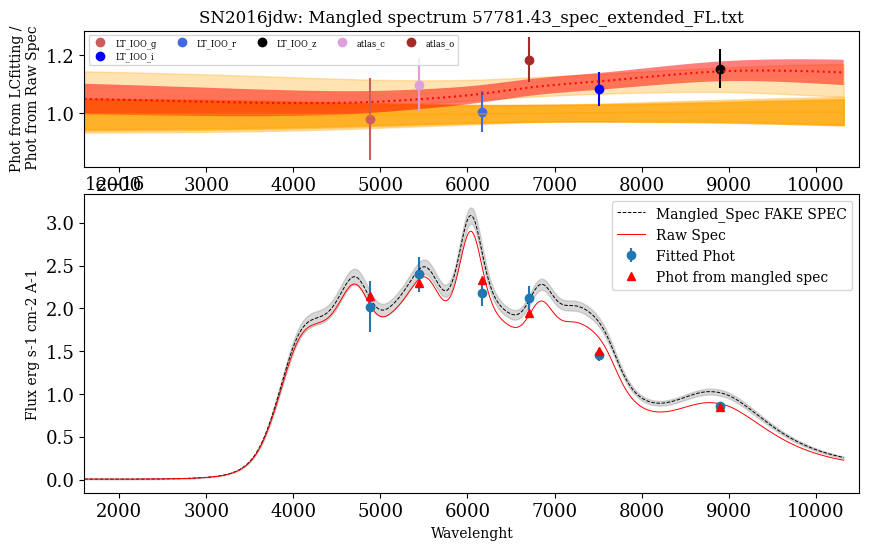 SN2016jdw: Mangled spectrum 57781.43_spec_extended_FL.txt
Phot from LCfitting /
Phot from Raw Spec
LT_IOO_g LT_IOO_r LT_IOO_z atlas_c atlas_o
LT_IOO_i
1.2
1.0
2000 3000 4000 5000 6000 7000 8000 9000 10000
1e−16
Flux erg s-1 cm-2 A-1
3.0
2.5
2.0
1.5
1.0
0.5
0.0
Mangled_Spec FAKE SPEC
Raw Spec
Fitted Phot
Phot from mangled spec
2000 3000 4000 5000 6000 7000 8000 9000 10000
Wavelenght